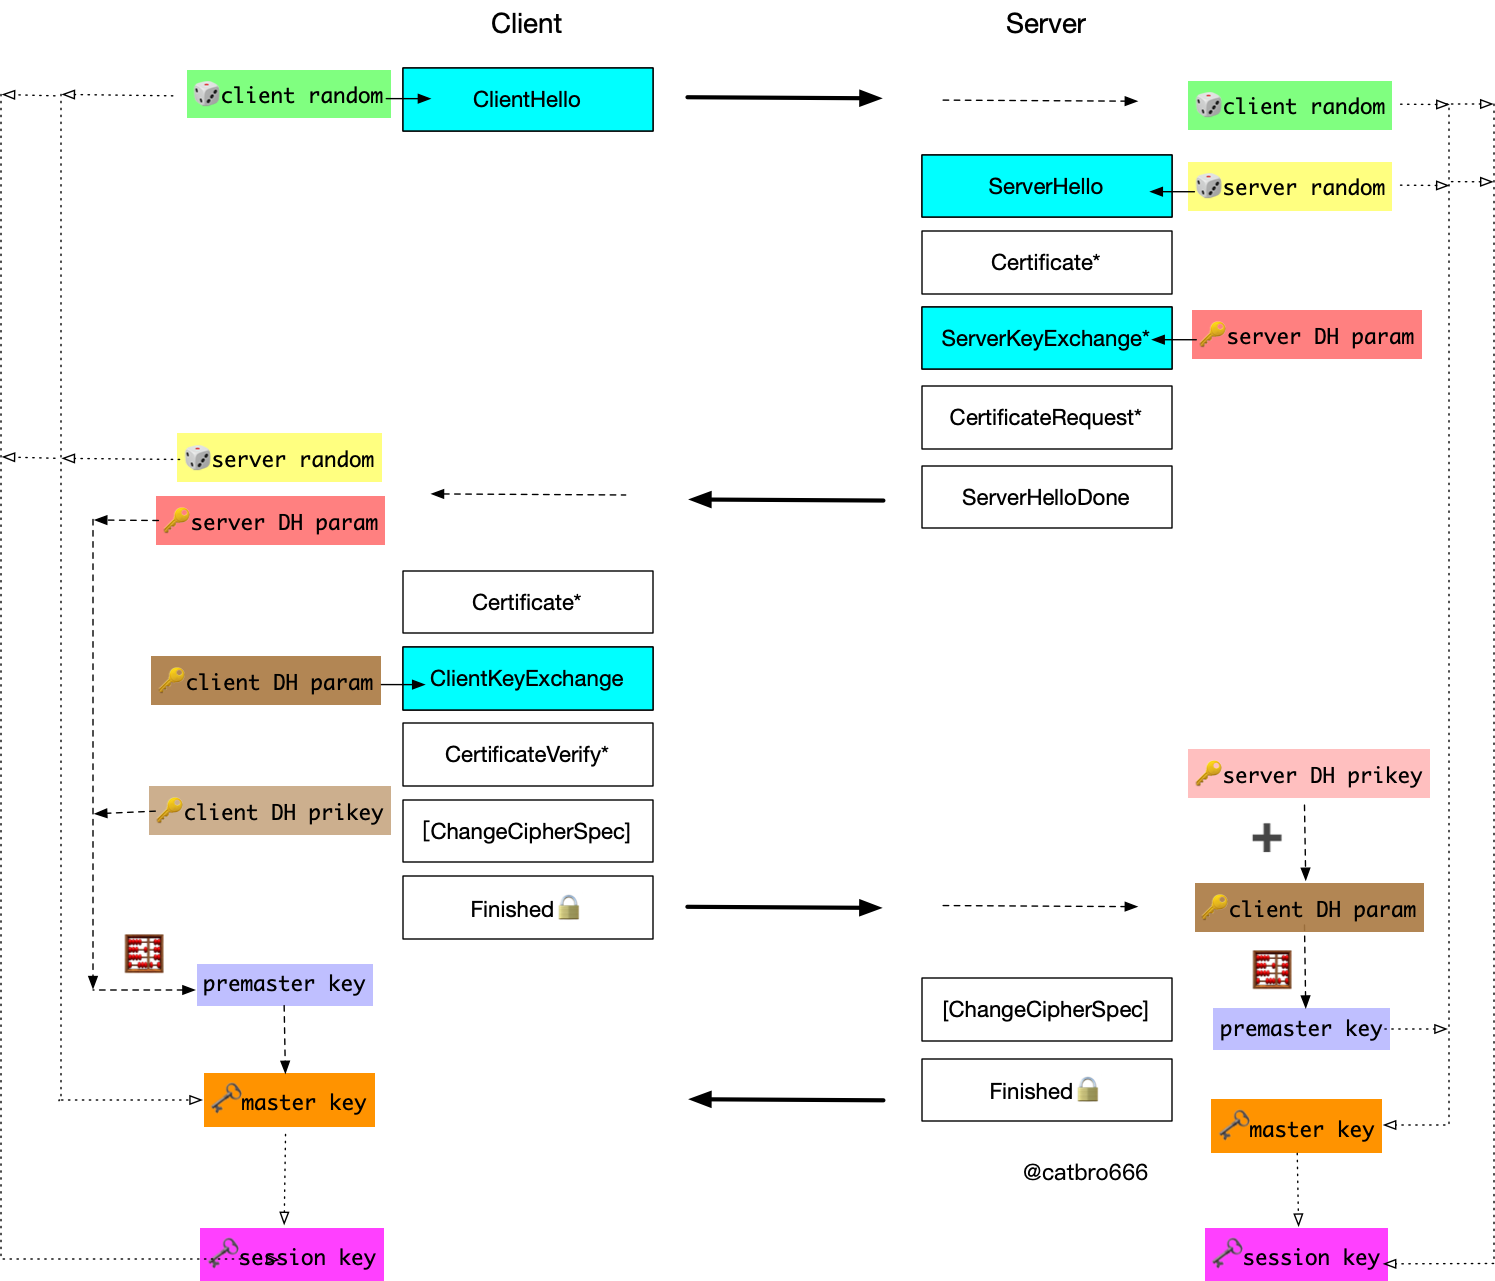 Client
Server
client random
ClientHello
client random
ServerHello
server random
Certificate*
ServerKeyExchange*
server DH param
CertificateRequest*
server random
ServerHelloDone
server DH param
Certificate*
client DH param
ClientKeyExchange
CertificateVerify*
server DH prikey
client DH prikey
[ChangeCipherSpec]
Finished
client DH param
premaster key
[ChangeCipherSpec]
premaster key
master key
Finished
master key
@catbro666
session key
session key